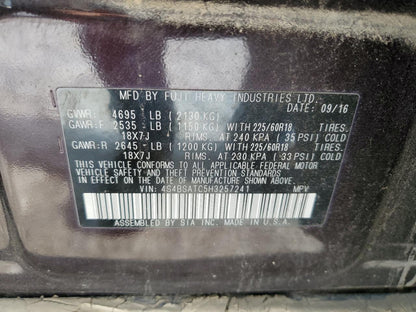 MFD BY FUJI HEAVY INDUSTRIES LTD.
DATE: 09/16
GVWR: 4695 LB ( 2130 KG)
GAWR:F 2535 LB ( 1150 KG) WITH 225/60R18 TIRES,
18X7J RIMS, AT 240 KPA ( 35 PSI) COLD
GAWR:R 2645 LB ( 1200 KG) WITH 225/60R18 TIRES,
18X7J RIMS, AT 230 KPA ( 33 PSI) COLD
THIS VEHICLE CONFORMS TO ALL APPLICABLE FEDERAL MOTOR
VEHICLE SAFETY STANDARDS IN EFFECT ON THE DATE OF
MANUFACTURE SHOWN ABOVE.
VIN: 4S4BSATC5H3257241 MPV
ASSEMBLED BY SIA INC. IN U.S.A.